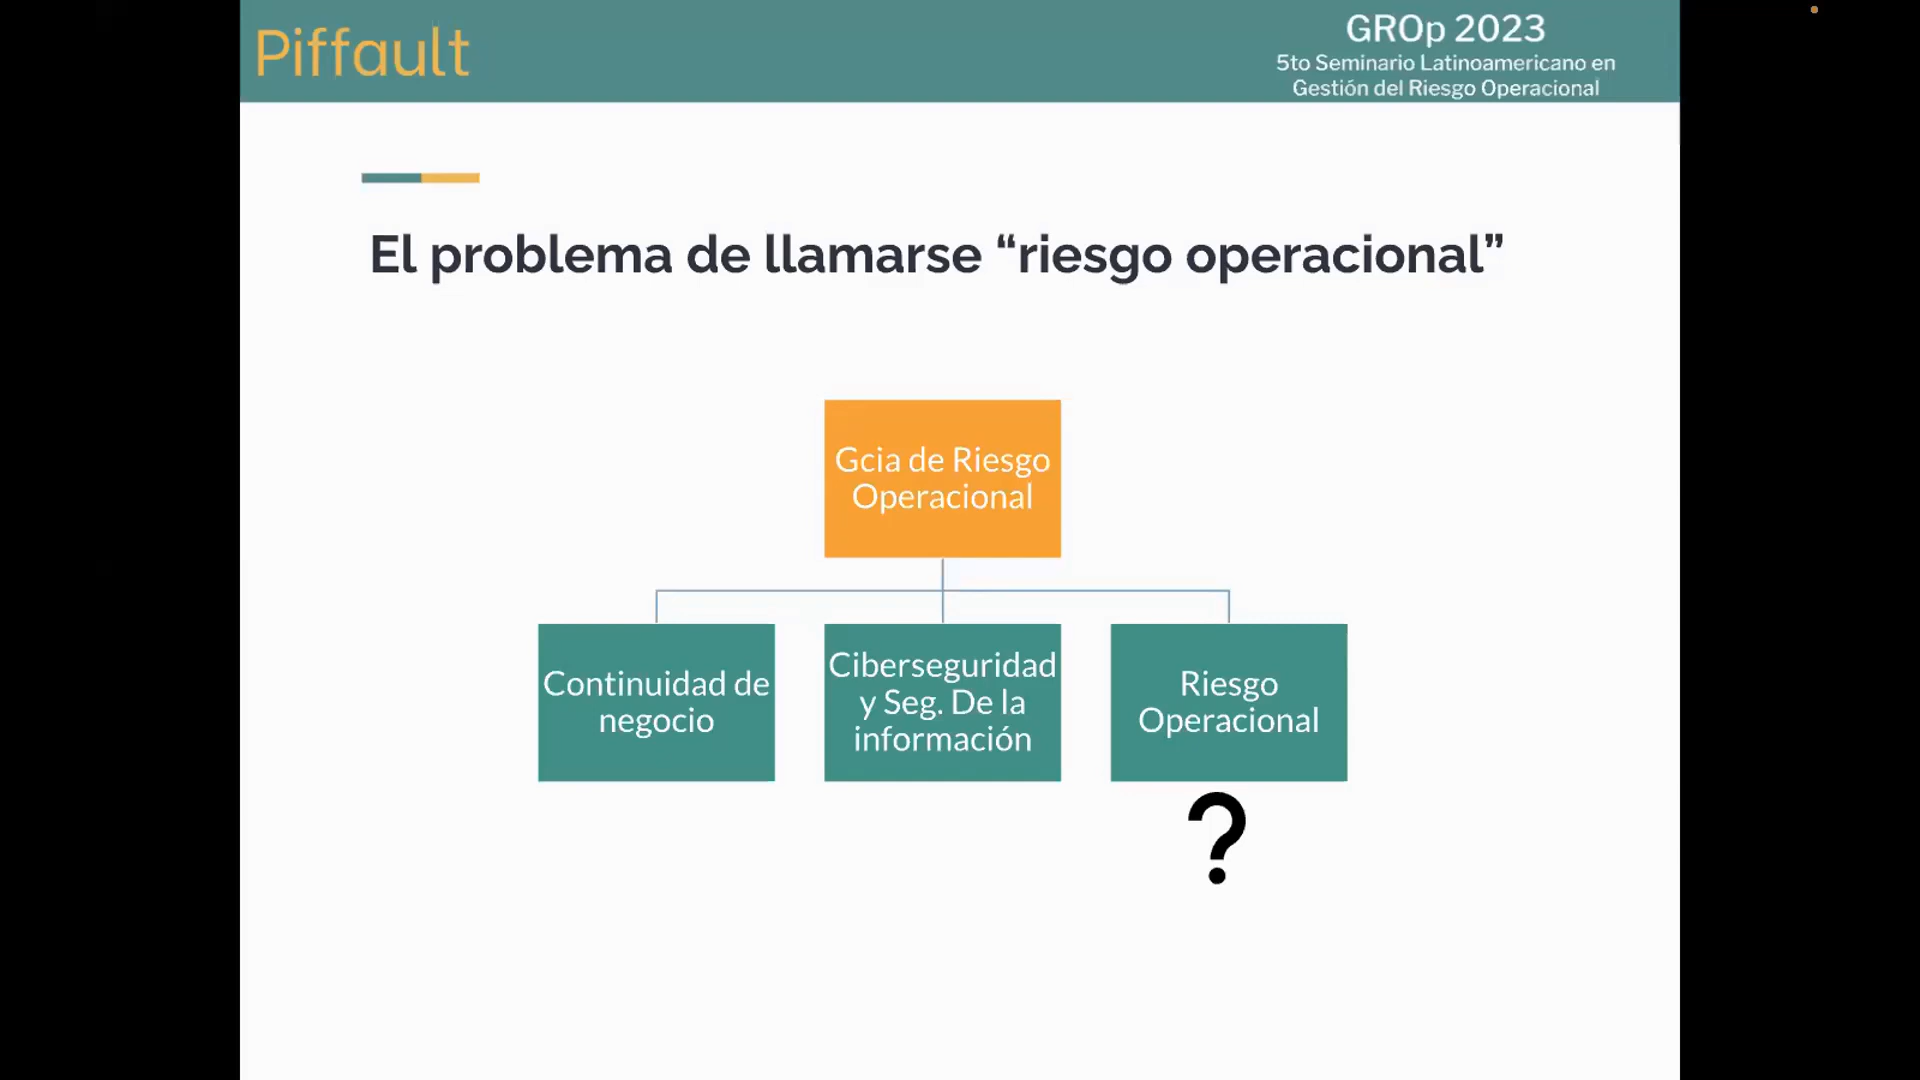 Piffault
GROp 2023
5to Seminario Latinoamericano en
Gestión del Riesgo Operacional
El problema de llamarse “riesgo operacional”
Gcia de Riesgo
Operacional
Continuidad de
negocio
Ciberseguridad
y Seg. De la
información
Riesgo
Operacional
?